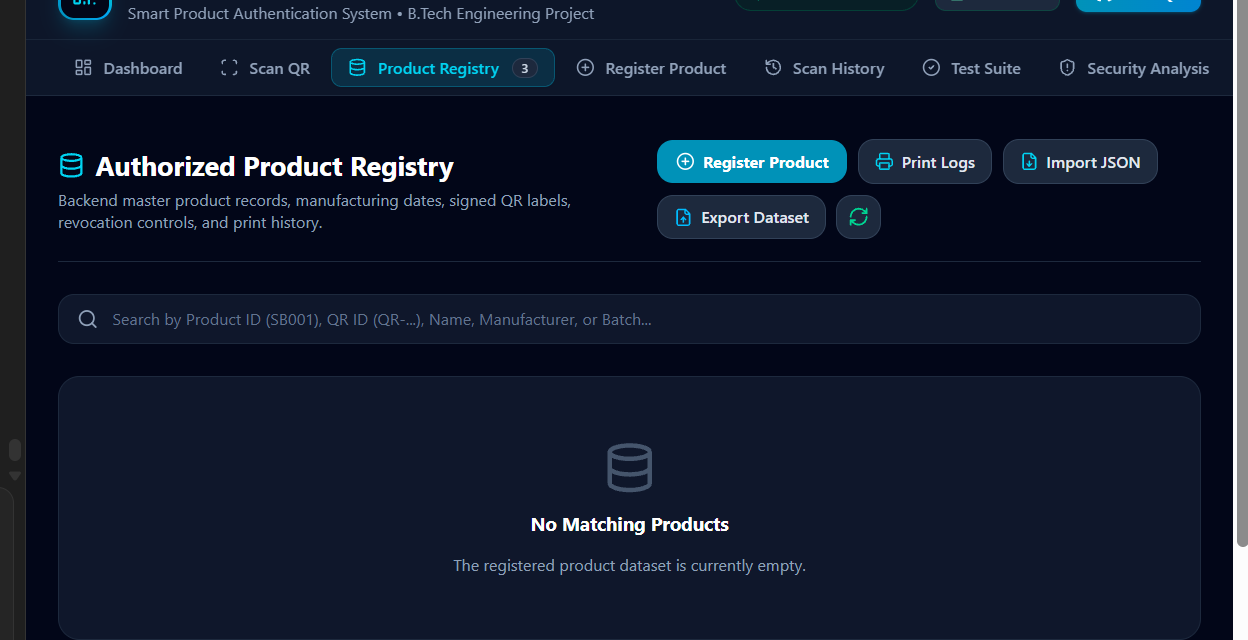 Smart Product Authentication System • B.Tech Engineering Project
Dashboard
Scan QR
Product Registry 3
Register Product
Scan History
Test Suite
Security Analysis
Authorized Product Registry
Backend master product records, manufacturing dates, signed QR labels,
revocation controls, and print history.
Register Product
Print Logs
Import JSON
Export Dataset
Search by Product ID (SB001), QR ID (QR-...), Name, Manufacturer, or Batch...
No Matching Products
The registered product dataset is currently empty.